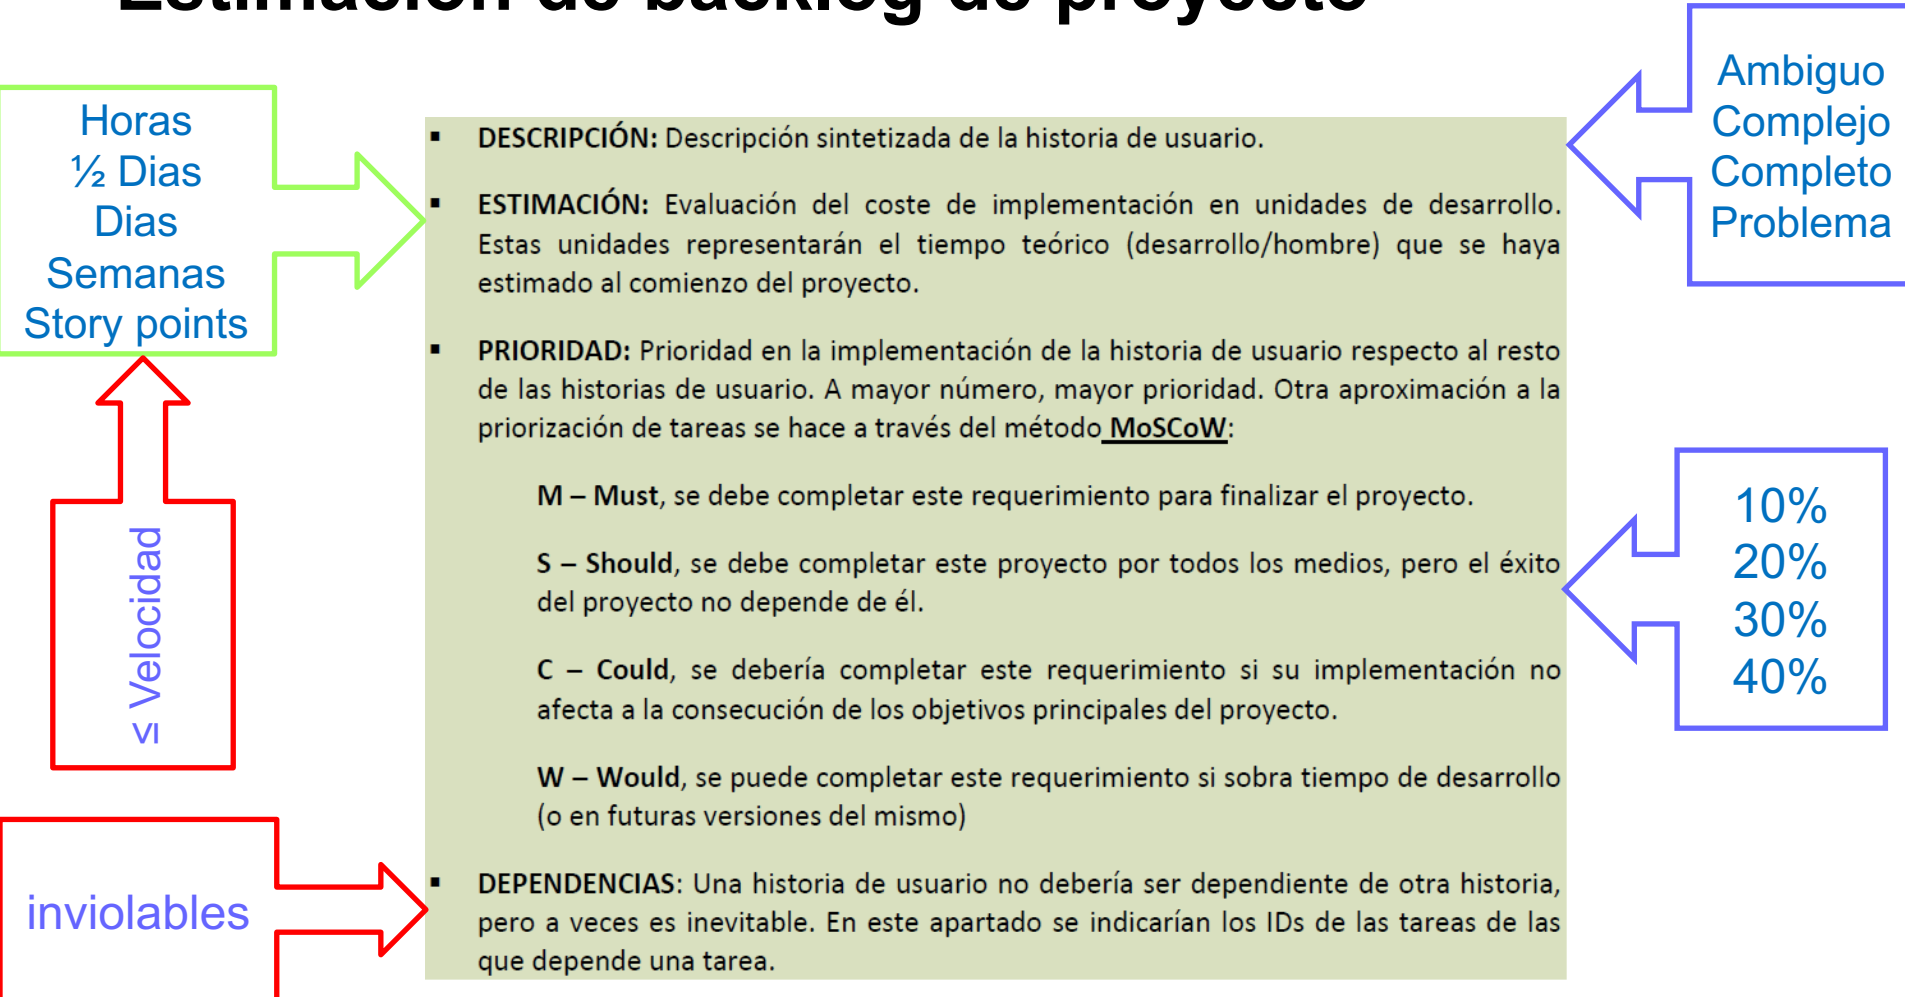 Estimación de backlog de proyecto
Horas
½ Dias
Dias
Semanas
Story points
≤ Velocidad
inviolables
▪ DESCRIPCIÓN: Descripción sintetizada de la historia de usuario.
▪ ESTIMACIÓN: Evaluación del coste de implementación en unidades de desarrollo.
Estas unidades representarán el tiempo teórico (desarrollo/hombre) que se haya
estimado al comienzo del proyecto.
▪ PRIORIDAD: Prioridad en la implementación de la historia de usuario respecto al resto
de las historias de usuario. A mayor número, mayor prioridad. Otra aproximación a la
priorización de tareas se hace a través del método MoSCoW:
M – Must, se debe completar este requerimiento para finalizar el proyecto.
S – Should, se debe completar este proyecto por todos los medios, pero el éxito
del proyecto no depende de él.
C – Could, se debería completar este requerimiento si su implementación no
afecta a la consecución de los objetivos principales del proyecto.
W – Would, se puede completar este requerimiento si sobra tiempo de desarrollo
(o en futuras versiones del mismo)
▪ DEPENDENCIAS: Una historia de usuario no debería ser dependiente de otra historia,
pero a veces es inevitable. En este apartado se indicarían los IDs de las tareas de las
que depende una tarea.
Ambiguo
Complejo
Completo
Problema
10%
20%
30%
40%